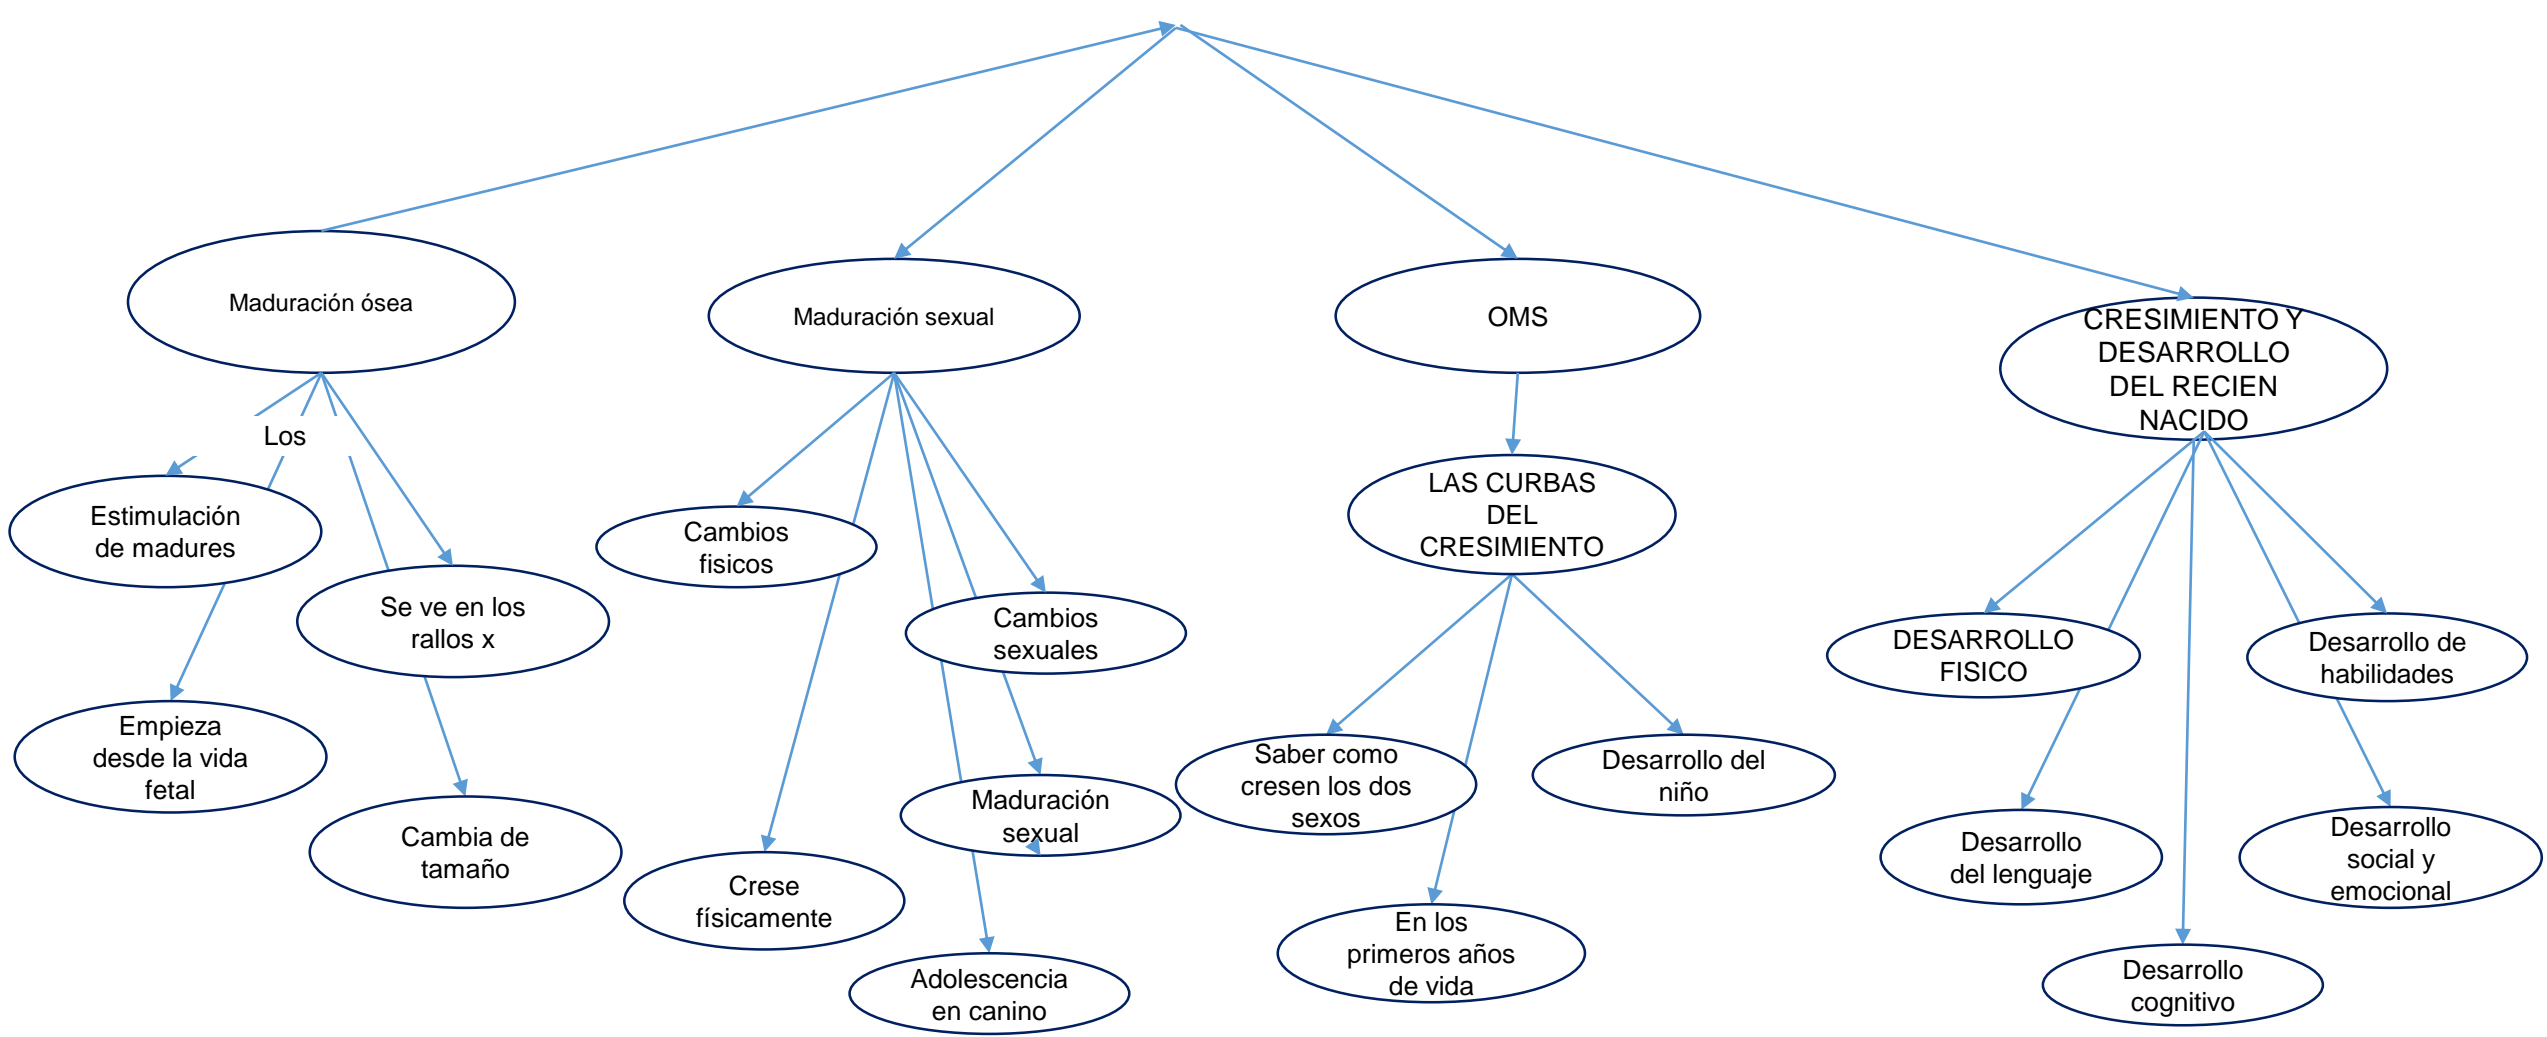 Maduración ósea
Maduración sexual
OMS
CRESIMIENTO Y
DESARROLLO
DEL RECIEN
NACIDO
Los
Estimulación
de madures
Se ve en los
rallos x
Empieza
desde la vida
fetal
Cambia de
tamaño
Cambios
fisicos
Cambios
sexuales
Maduración
sexual
Crese
físicamente
Adolescencia
en canino
LAS CURBAS
DEL
CRESIMIENTO
Saber como
cresen los dos
sexos
Desarrollo del
niño
En los
primeros años
de vida
DESARROLLO
FISICO
Desarrollo de
habilidades
Desarrollo
del lenguaje
Desarrollo
social y
emocional
Desarrollo
cognitivo